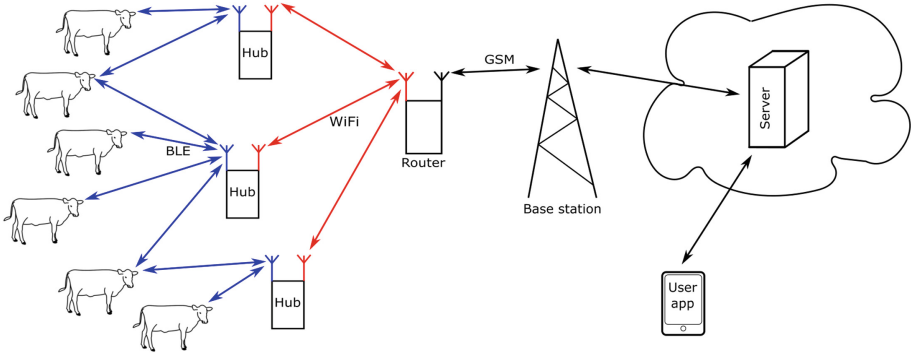 Hub
GSM
WiFi
Server
BLE
Router
Hub
Base station
Hub
User
app